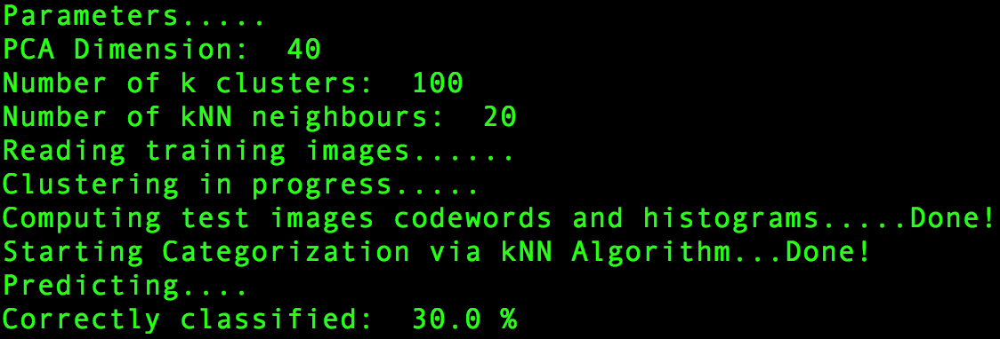 Parameters.....
PCA Dimension:  40
Number of k clusters:  100
Number of kNN neighbours:  20
Reading training images......
Clustering in progress.....
Computing test images codewords and histograms.....Done!
Starting Categorization via kNN Algorithm...Done!
Predicting....
Correctly classified:  30.0 %